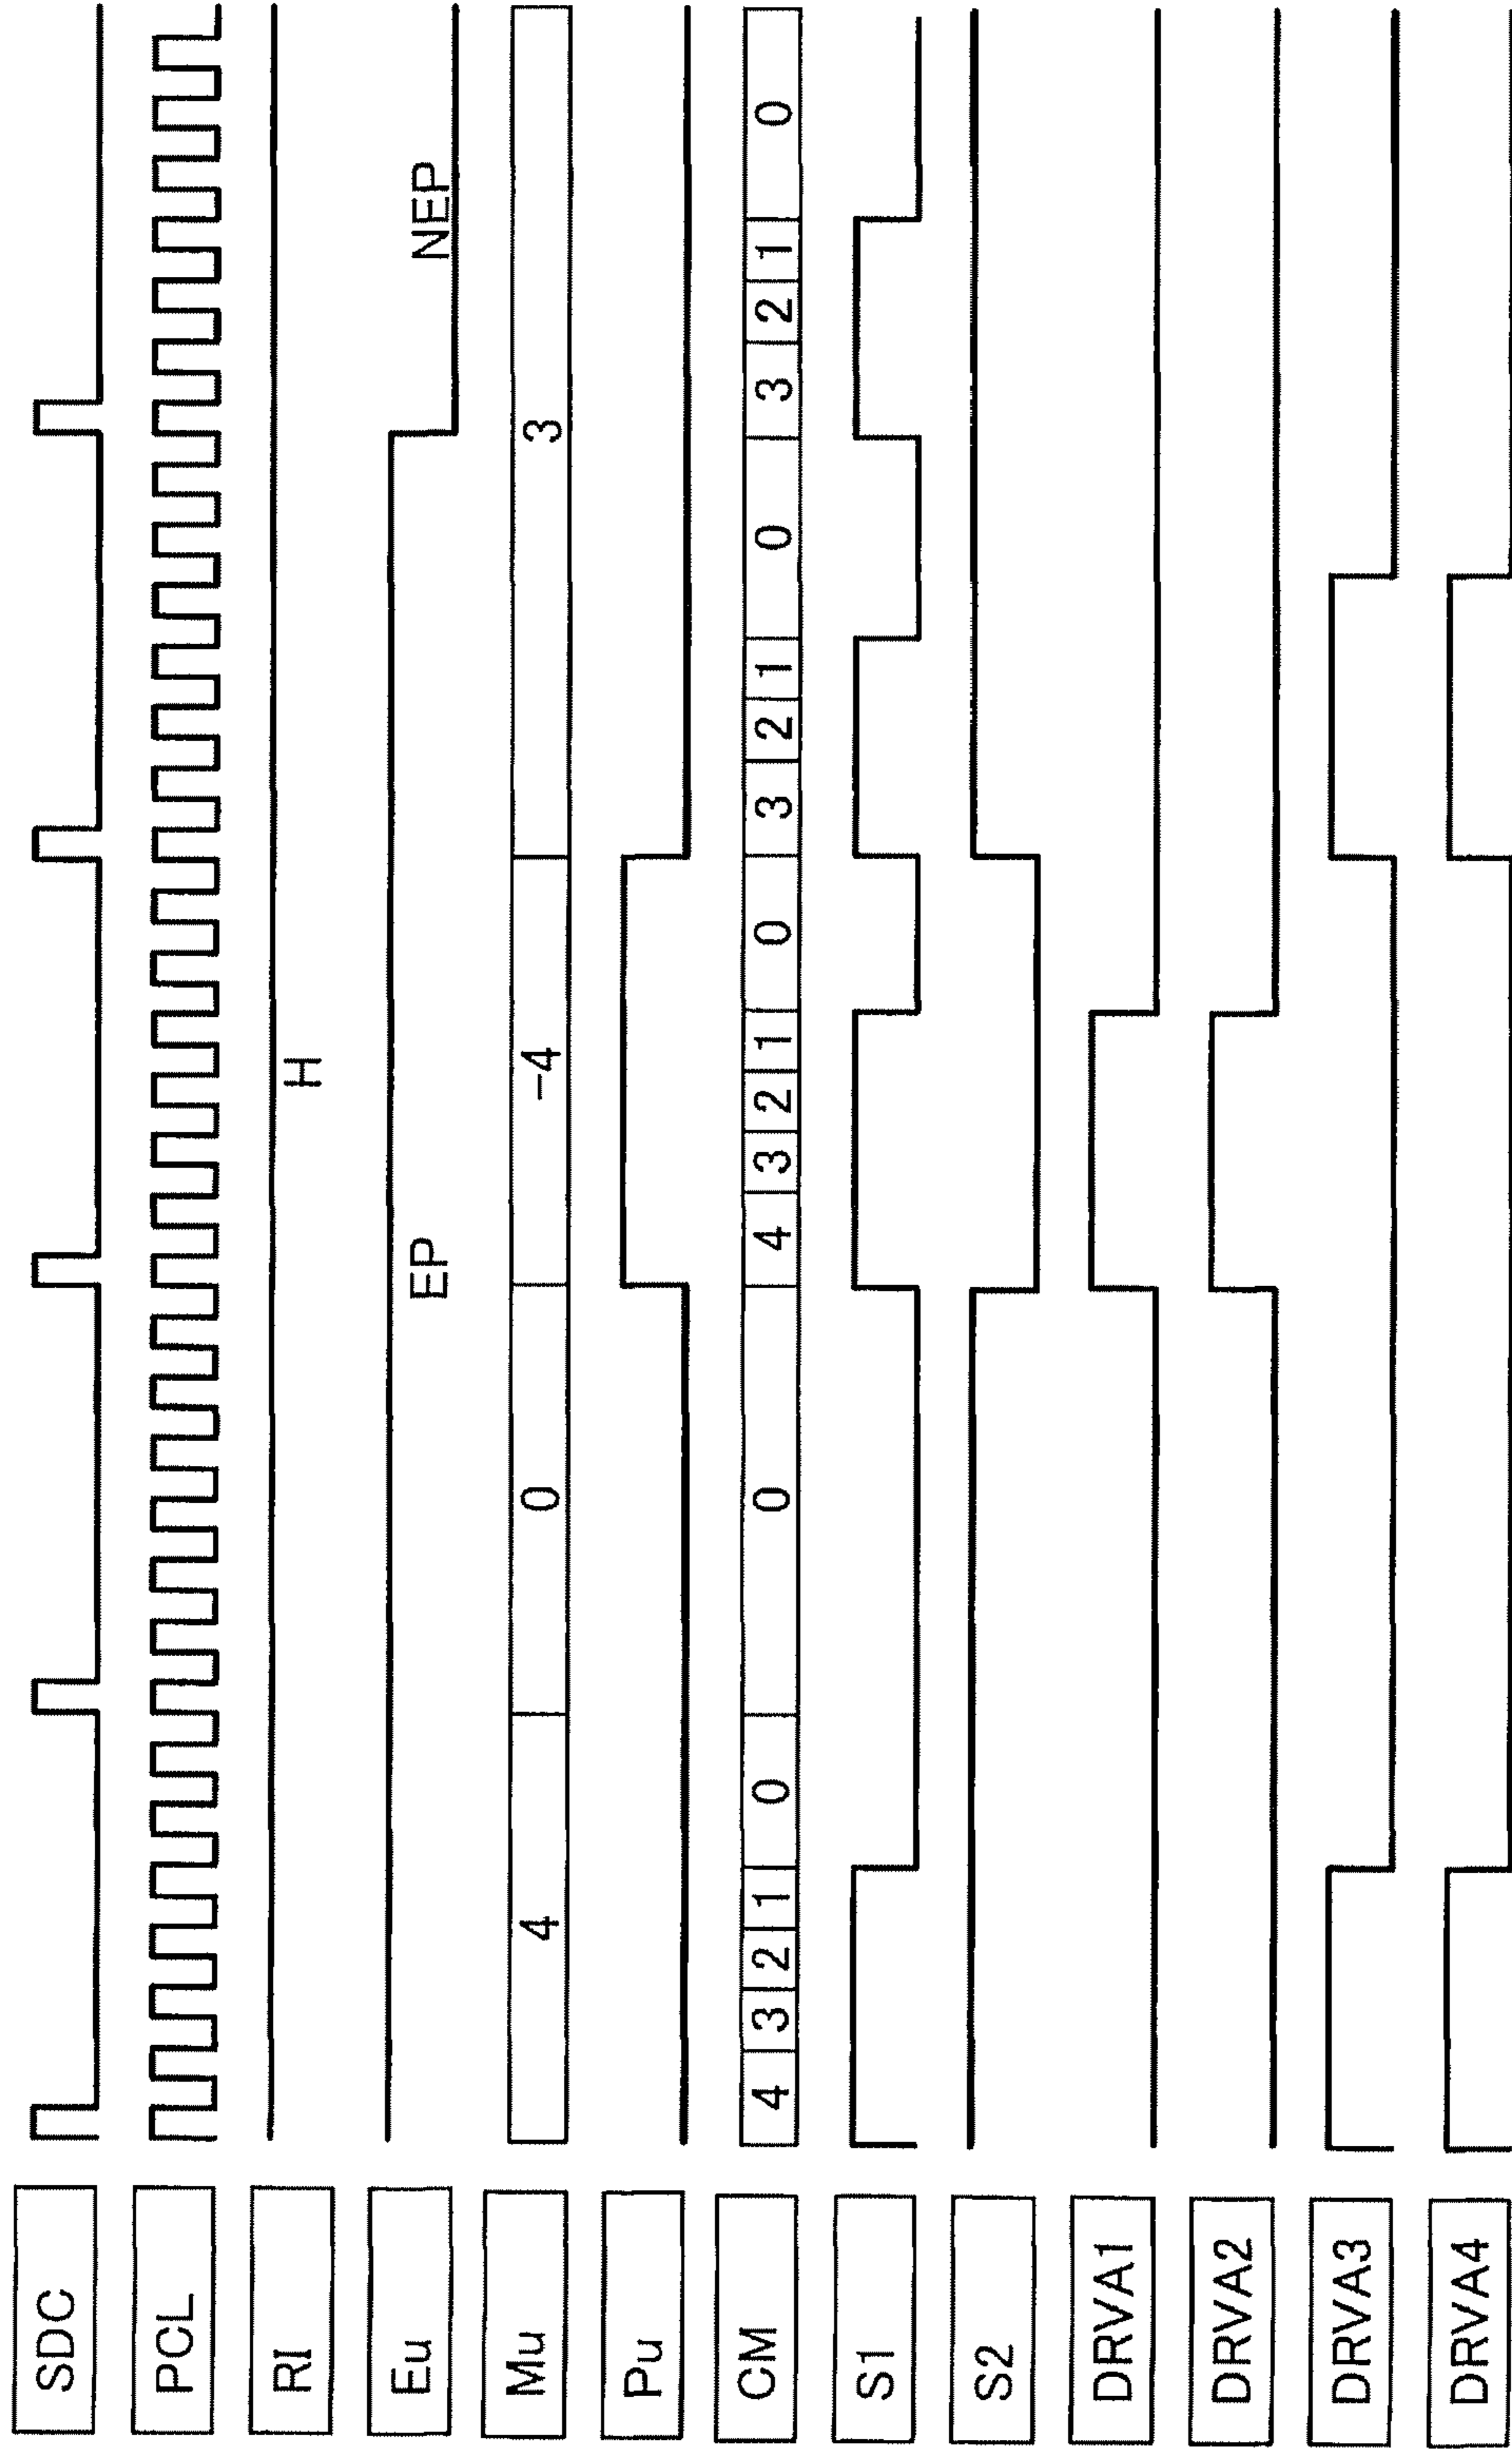 SDC
PCL
RI
H
Eu
EP
NEP
Mu
4
0
-4
3
Pu
CM
4 3 2 1 0 0 4 3 2 1 0 3 2 1 0 3 2 1 0
S1
S2
DRVA1
DRVA2
DRVA3
DRVA4